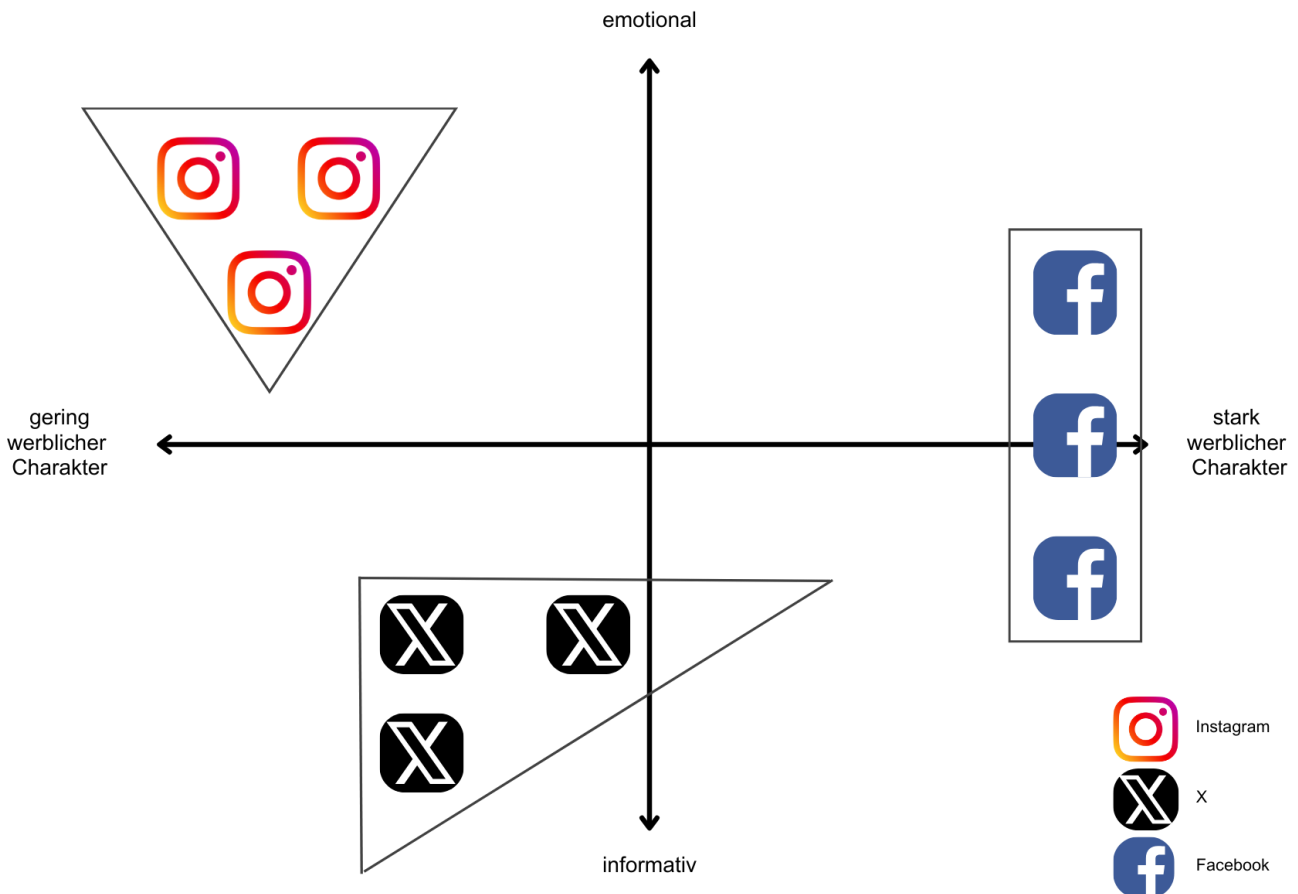 emotional
gering
werblicher
Charakter
stark
werblicher
Charakter
informativ
Instagram
X
Facebook